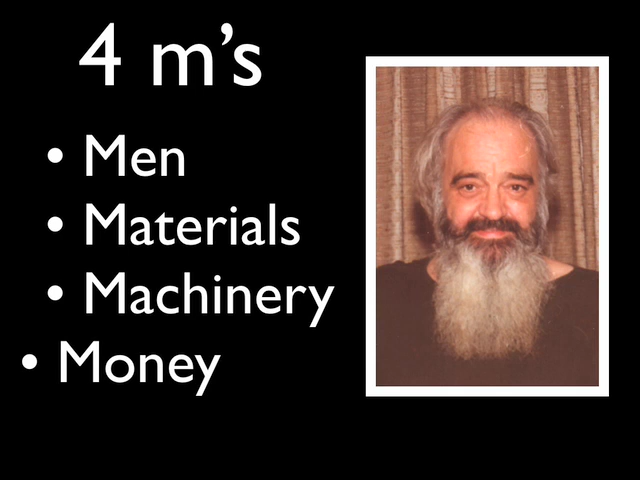 4 m’s
• Men
• Materials
• Machinery
• Money